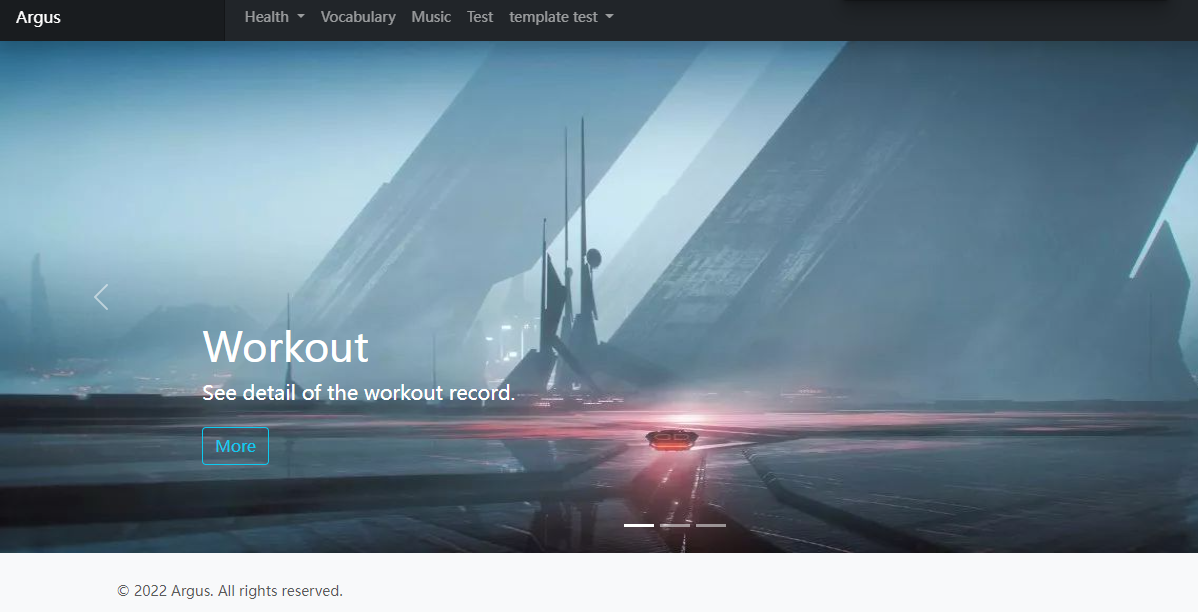 Argus
Health
Vocabulary
Music
Test
template test
Workout
See detail of the workout record.
More
© 2022 Argus. All rights reserved.